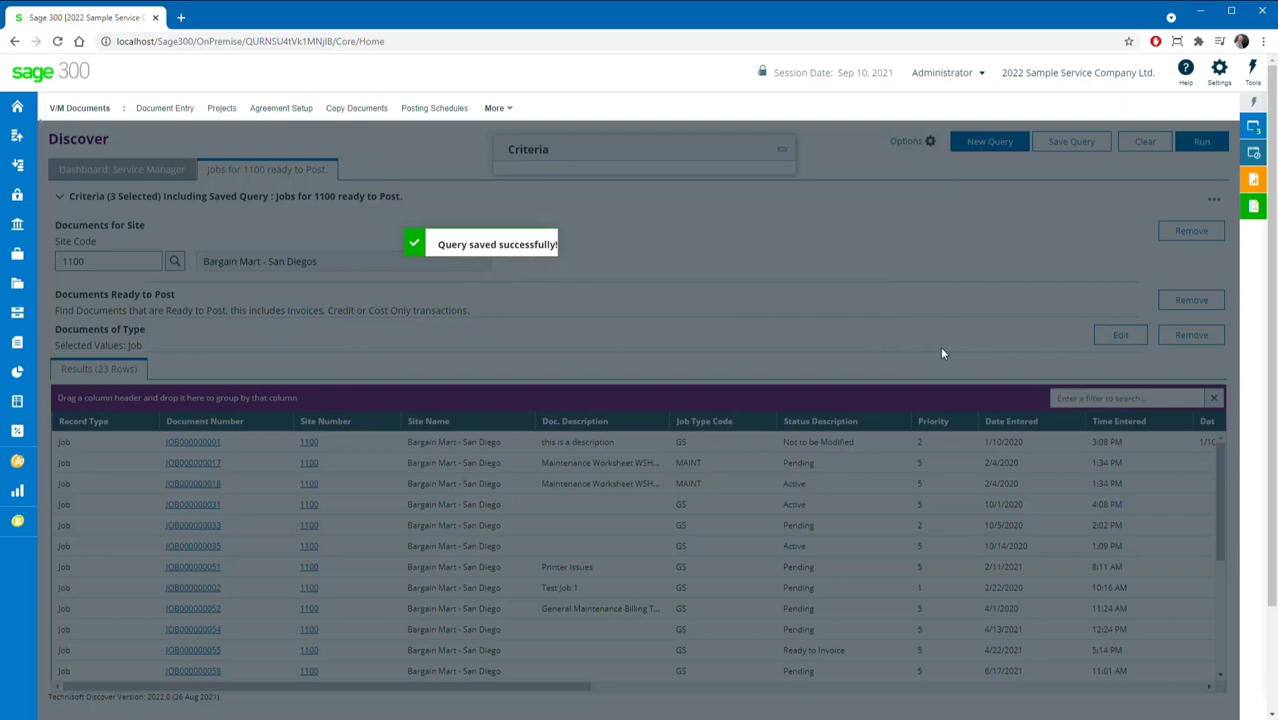 Sage 300 [2022 Sample Service C
localhost/Sage300/OnPremise/QURNSU4tVk1MNjlB/Core/Home
sage 300
Session Date: Sep 10, 2021
Administrator
2022 Sample Service Company Ltd.
Help
Settings
Tools
V/M Documents : Document Entry Projects Agreement Setup Copy Documents Posting Schedules More
Discover
Criteria
Options
New Query
Save Query
Clear
Run
Dashboard: Service Manager
Jobs for 1100 ready to Post.
Criteria (3 Selected) Including Saved Query : Jobs for 1100 ready to Post.
Documents for Site
Remove
Site Code
1100
Bargain Mart - San Diegos
Query saved successfully!
Documents Ready to Post
Remove
Find Documents that are Ready to Post, this includes Invoices, Credit or Cost Only transactions.
Documents of Type
Edit
Remove
Selected Values: Job
Results (23 Rows)
Drag a column header and drop it here to group by that column
Enter a filter to search...
Record Type Document Number Site Number Site Name Doc. Description Job Type Code Status Description Priority Date Entered Time Entered Dat
Job JOB000000001 1100 Bargain Mart - San Diego this is a description GS Not to be Modified 2 1/10/2020 3:08 PM 1/10
Job JOB000000017 1100 Bargain Mart - San Diego Maintenance Worksheet WSH... MAINT Pending 5 2/4/2020 1:34 PM
Job JOB000000018 1100 Bargain Mart - San Diego Maintenance Worksheet WSH... MAINT Active 5 2/4/2020 1:34 PM
Job JOB000000031 1100 Bargain Mart - San Diego GS Active 5 10/1/2020 4:08 PM
Job JOB000000033 1100 Bargain Mart - San Diego GS Pending 2 10/5/2020 2:02 PM
Job JOB000000035 1100 Bargain Mart - San Diego GS Active 5 10/14/2020 1:09 PM
Job JOB000000051 1100 Bargain Mart - San Diego Printer Issues GS Pending 5 2/11/2021 8:11 AM
Job JOB000000002 1100 Bargain Mart - San Diego Test Job 1 GS Pending 1 2/22/2020 10:16 AM
Job JOB000000052 1100 Bargain Mart - San Diego General Maintenance Billing T... GS Pending 5 4/1/2020 11:24 AM
Job JOB000000054 1100 Bargain Mart - San Diego GS Pending 5 4/13/2021 12:24 PM
Job JOB000000055 1100 Bargain Mart - San Diego GS Ready to Invoice 5 4/22/2021 5:14 PM
Job JOB000000058 1100 Bargain Mart - San Diego GS Pending 5 6/17/2021 11:01 AM
Technisoft Discover Version: 2022.0 (26 Aug 2021)